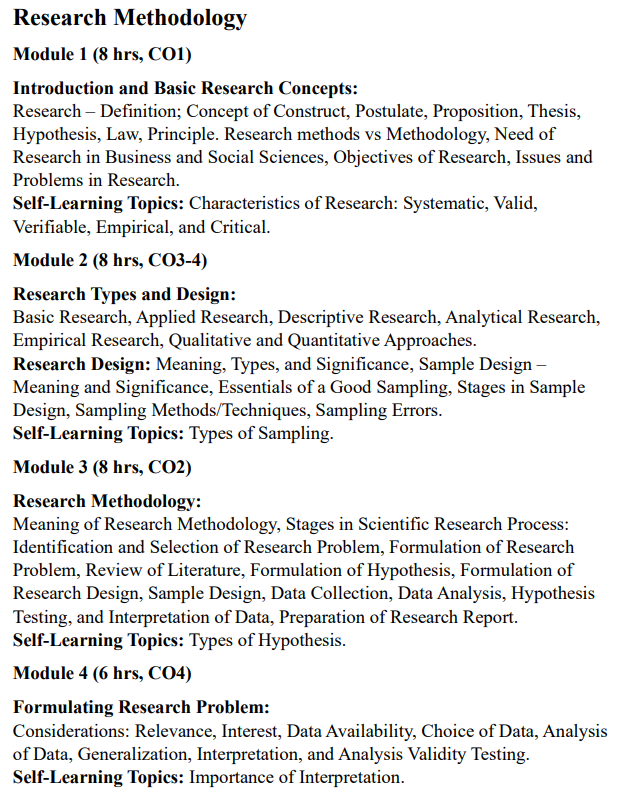 Research Methodology
Module 1 (8 hrs, CO1)
Introduction and Basic Research Concepts:
Research – Definition; Concept of Construct, Postulate, Proposition, Thesis,
Hypothesis, Law, Principle. Research methods vs Methodology, Need of
Research in Business and Social Sciences, Objectives of Research, Issues and
Problems in Research.
Self-Learning Topics: Characteristics of Research: Systematic, Valid,
Verifiable, Empirical, and Critical.
Module 2 (8 hrs, CO3-4)
Research Types and Design:
Basic Research, Applied Research, Descriptive Research, Analytical Research,
Empirical Research, Qualitative and Quantitative Approaches.
Research Design: Meaning, Types, and Significance, Sample Design –
Meaning and Significance, Essentials of a Good Sampling, Stages in Sample
Design, Sampling Methods/Techniques, Sampling Errors.
Self-Learning Topics: Types of Sampling.
Module 3 (8 hrs, CO2)
Research Methodology:
Meaning of Research Methodology, Stages in Scientific Research Process:
Identification and Selection of Research Problem, Formulation of Research
Problem, Review of Literature, Formulation of Hypothesis, Formulation of
Research Design, Sample Design, Data Collection, Data Analysis, Hypothesis
Testing, and Interpretation of Data, Preparation of Research Report.
Self-Learning Topics: Types of Hypothesis.
Module 4 (6 hrs, CO4)
Formulating Research Problem:
Considerations: Relevance, Interest, Data Availability, Choice of Data, Analysis
of Data, Generalization, Interpretation, and Analysis Validity Testing.
Self-Learning Topics: Importance of Interpretation.